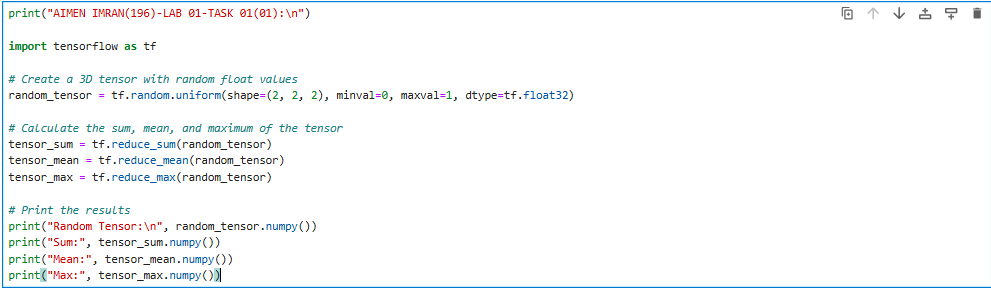 print("AIMEN IMRAN(196)-LAB 01-TASK 01(01):\n")
import tensorflow as tf
# Create a 3D tensor with random float values
random_tensor = tf.random.uniform(shape=(2, 2, 2), minval=0, maxval=1, dtype=tf.float32)
# Calculate the sum, mean, and maximum of the tensor
tensor_sum = tf.reduce_sum(random_tensor)
tensor_mean = tf.reduce_mean(random_tensor)
tensor_max = tf.reduce_max(random_tensor)
# Print the results
print("Random Tensor:\n", random_tensor.numpy())
print("Sum:", tensor_sum.numpy())
print("Mean:", tensor_mean.numpy())
print("Max:", tensor_max.numpy())